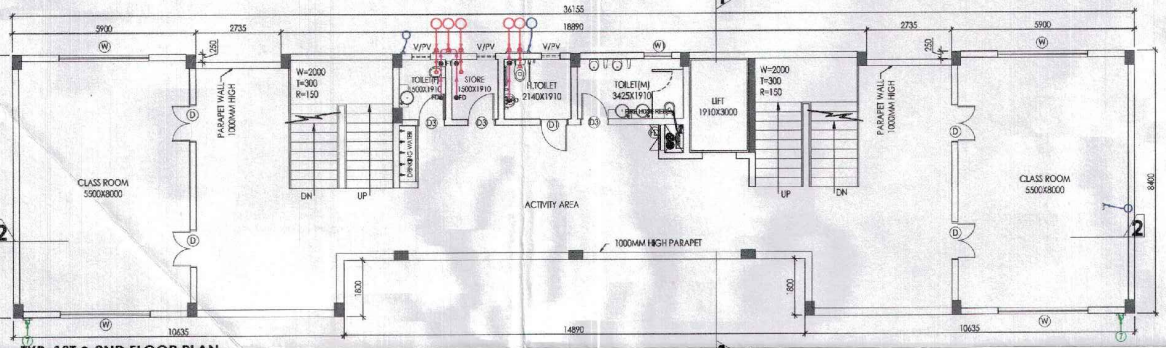 36155
5900
2735
18890
2735
5900
250
250
W
V/PV
V/PV
V/PV
W
W
W=2000
T=300
R=150
TOILET(F)
1500X1910
STORE
1500X1910
H.TOILET
2140X1910
TOILET(M)
3425X1910
LIFT
1910X3000
W=2000
T=300
R=150
PARAPET WALL
1000MM HIGH
PARAPET WALL
1000MM HIGH
D
D3
D3
D1
D3
D
DRINKING WATER
FD
CLASS ROOM
5500X8000
DN
UP
ACTIVITY AREA
UP
DN
CLASS ROOM
5500X8000
8400
2
D
D
2
1000MM HIGH PARAPET
1800
1800
W
W
10635
14890
10635
TYP. 1ST & 2ND FLOOR PLAN